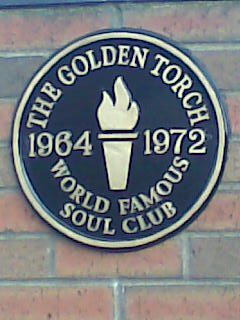 THE GOLDEN TORCH
1964 1972
WORLD FAMOUS
SOUL CLUB